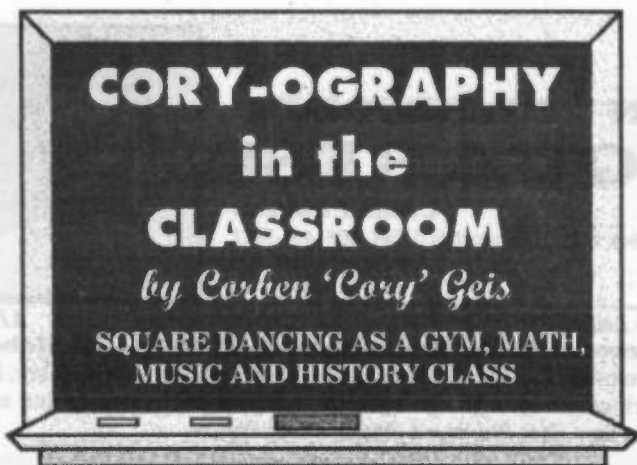 CORY-OGRAPHY
in the
CLASSROOM
by Corben ‘Cory’ Geis
SQUARE DANCING AS A GYM, MATH,
MUSIC AND HISTORY CLASS